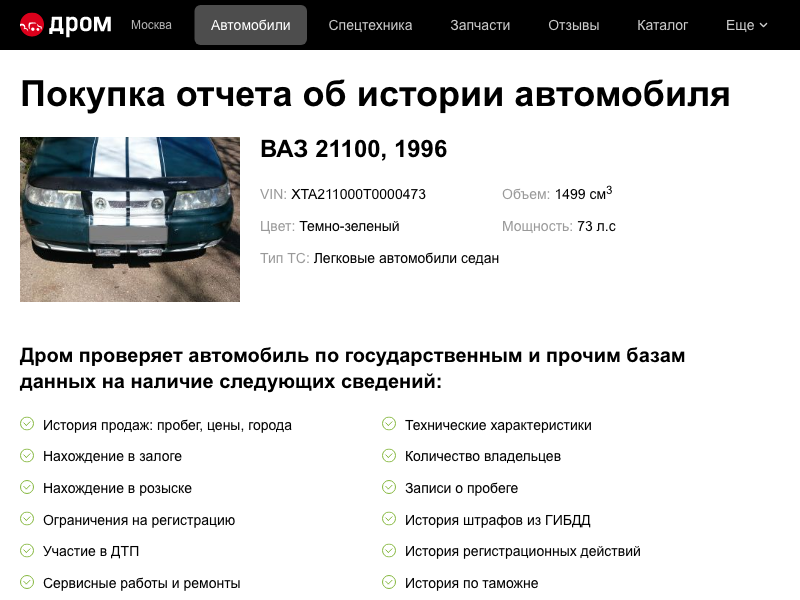 дром Москва Автомобили Спецтехника Запчасти Отзывы Каталог Еще
Покупка отчета об истории автомобиля
ВАЗ 21100, 1996
VIN: XTA211000T0000473 Объем: 1499 см3
Цвет: Темно-зеленый Мощность: 73 л.с
Тип ТС: Легковые автомобили седан
Дром проверяет автомобиль по государственным и прочим базам
данных на наличие следующих сведений:
История продаж: пробег, цены, города Технические характеристики
Нахождение в залоге Количество владельцев
Нахождение в розыске Записи о пробеге
Ограничения на регистрацию История штрафов из ГИБДД
Участие в ДТП История регистрационных действий
Сервисные работы и ремонты История по таможне